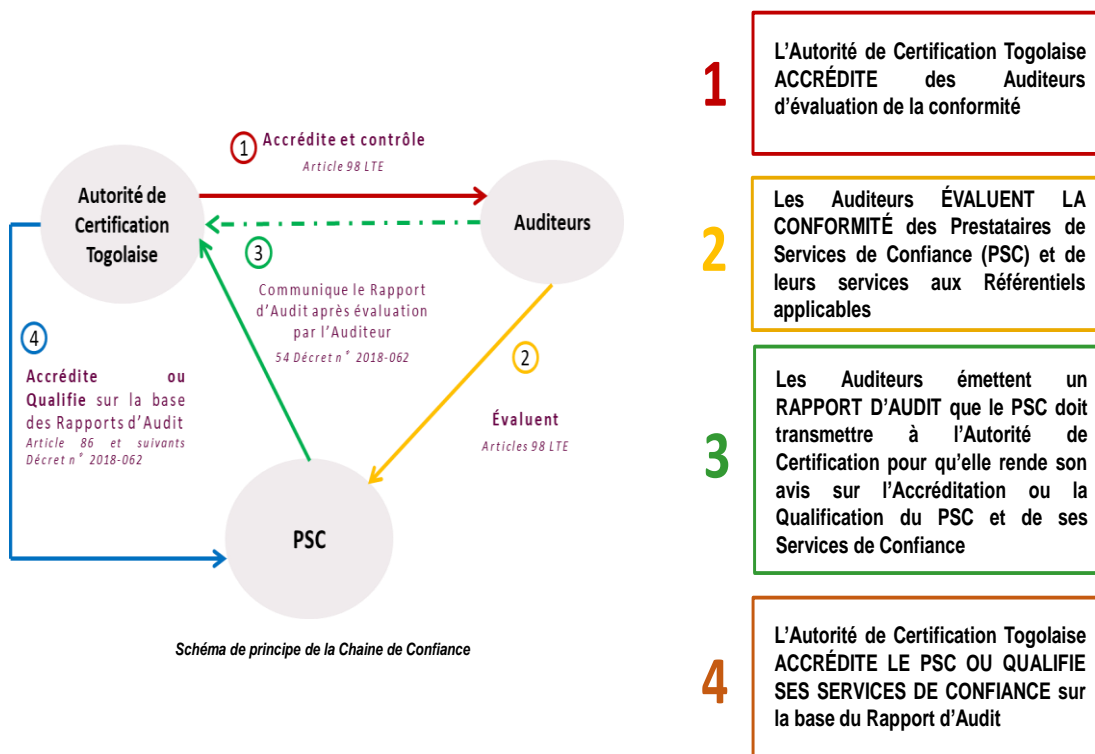 1
Accrédite et contrôle
Article 98 LTE
Autorité de
Certification
Togolaise
Auditeurs
3
Communique le Rapport
d'Audit après évaluation
par l'Auditeur
54 Décret n° 2018-062
4
Accrédite ou
Qualifie sur la base
des Rapports d'Audit
Article 86 et suivants
Décret n° 2018-062
2
Évaluent
Articles 98 LTE
PSC
Schéma de principe de la Chaine de Confiance
1
L'Autorité de Certification Togolaise
ACCRÉDITE des Auditeurs
d'évaluation de la conformité
2
Les Auditeurs ÉVALUENT LA
CONFORMITÉ des Prestataires de
Services de Confiance (PSC) et de
leurs services aux Référentiels
applicables
3
Les Auditeurs émettent un
RAPPORT D'AUDIT que le PSC doit
transmettre à l'Autorité de
Certification pour qu'elle rende son
avis sur l'Accréditation ou la
Qualification du PSC et de ses
Services de Confiance
4
L'Autorité de Certification Togolaise
ACCRÉDITE LE PSC OU QUALIFIE
SES SERVICES DE CONFIANCE sur
la base du Rapport d'Audit